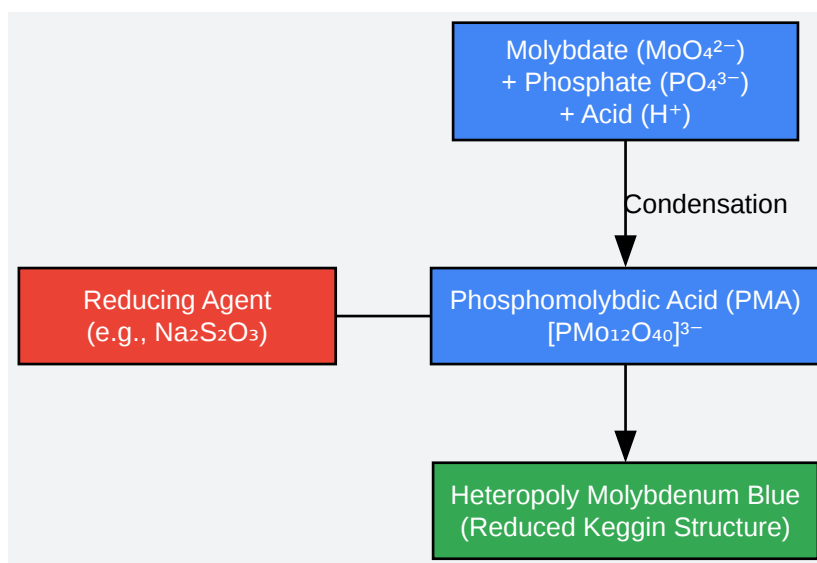 Molybdate (MoO₄²⁻)
+ Phosphate (PO₄³⁻)
+ Acid (H⁺)
Condensation
Reducing Agent
(e.g., Na₂S₂O₃)
Phosphomolybdic Acid (PMA)
[PMo₁₂O₄₀]³⁻
Heteropoly Molybdenum Blue
(Reduced Keggin Structure)